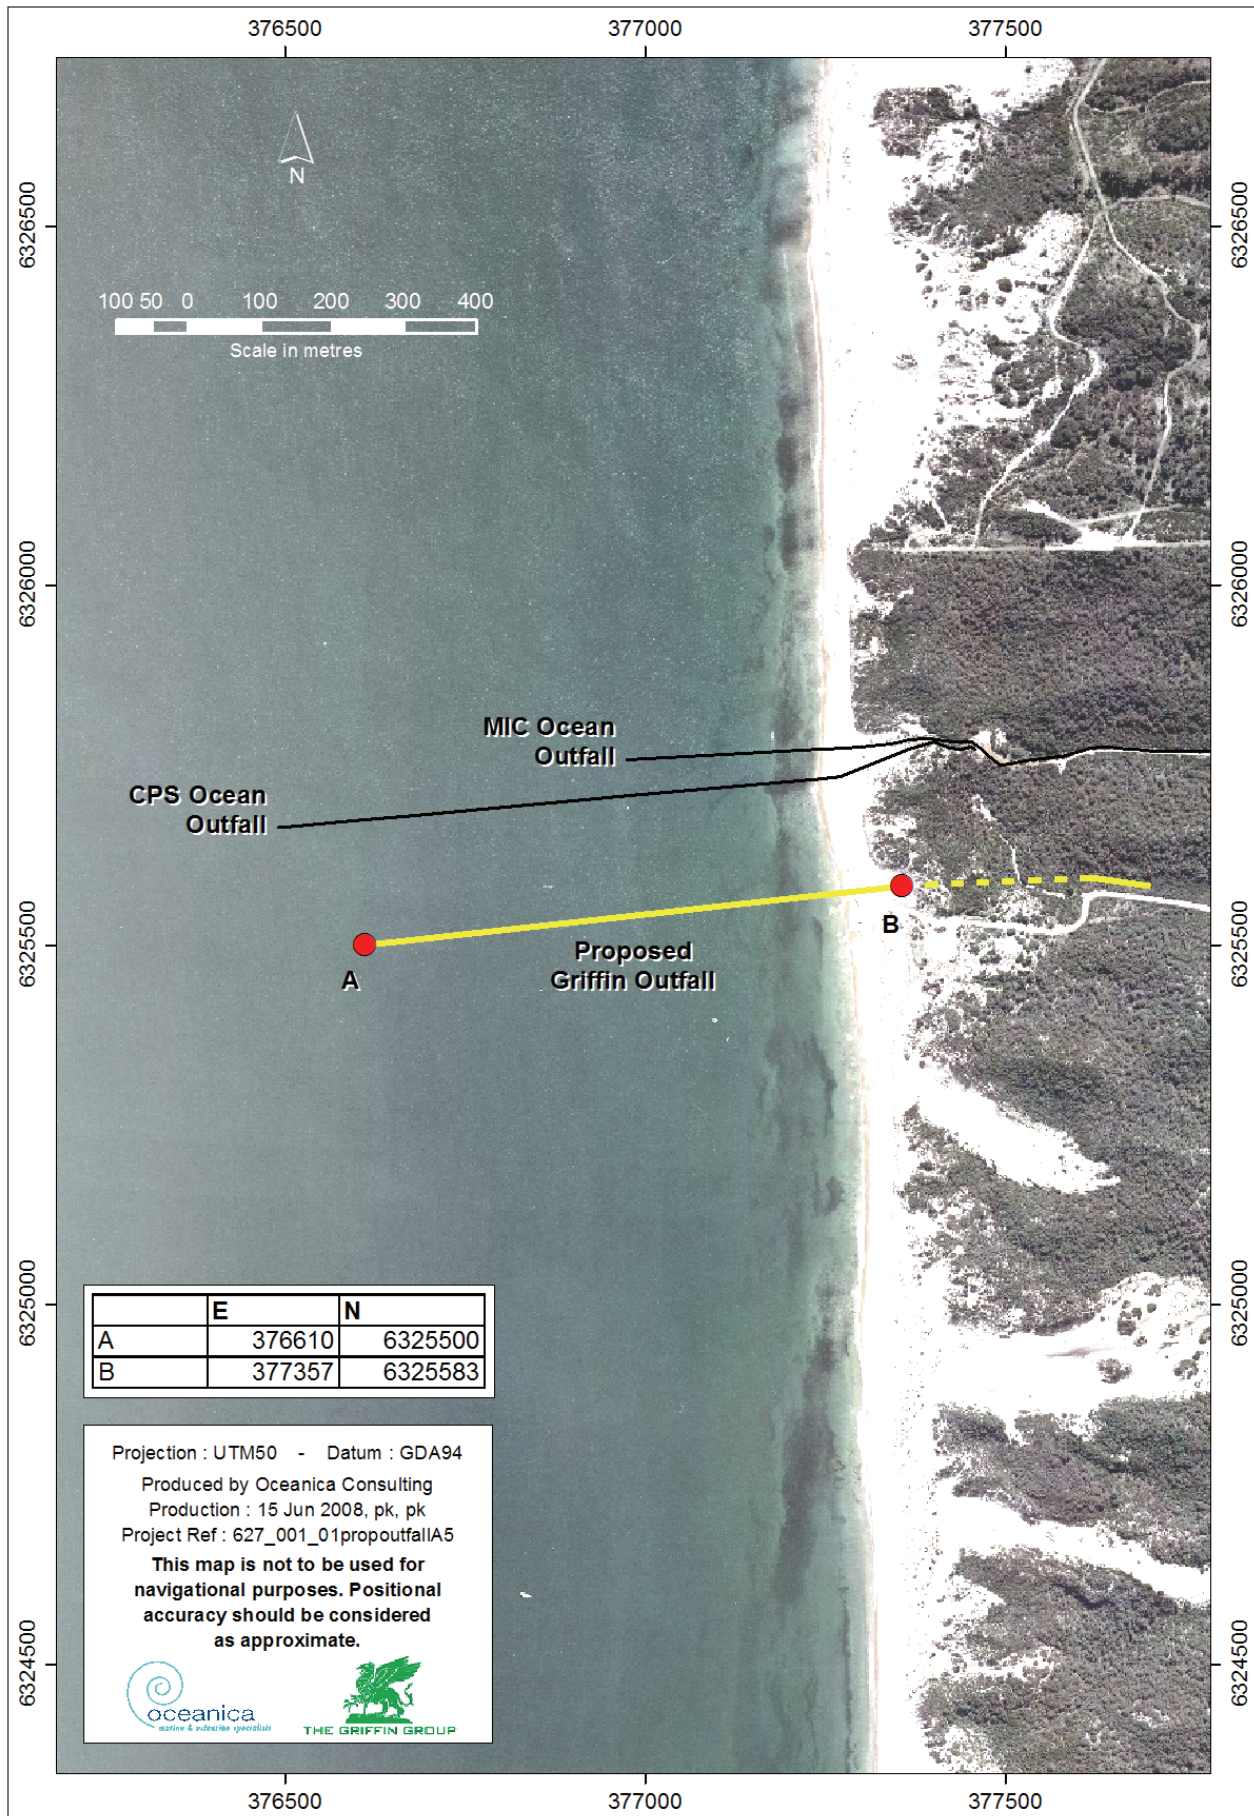 376500 377000 377500
6326500 6326500
N
100 50 0 100 200 300 400
Scale in metres
6326000 6326000
MIC Ocean
Outfall
CPS Ocean
Outfall
6325500 6325500
A
B
Proposed
Griffin Outfall
6325000 6325000
E N
A 376610 6325500
B 377357 6325583
Projection : UTM50 - Datum : GDA94
Produced by Oceanica Consulting
Production : 15 Jun 2008, pk, pk
Project Ref : 627_001_01propoutfallA5
This map is not to be used for
navigational purposes. Positional
accuracy should be considered
as approximate.
6324500 6324500
oceanica
marine & estuarine specialists
THE GRIFFIN GROUP
376500 377000 377500